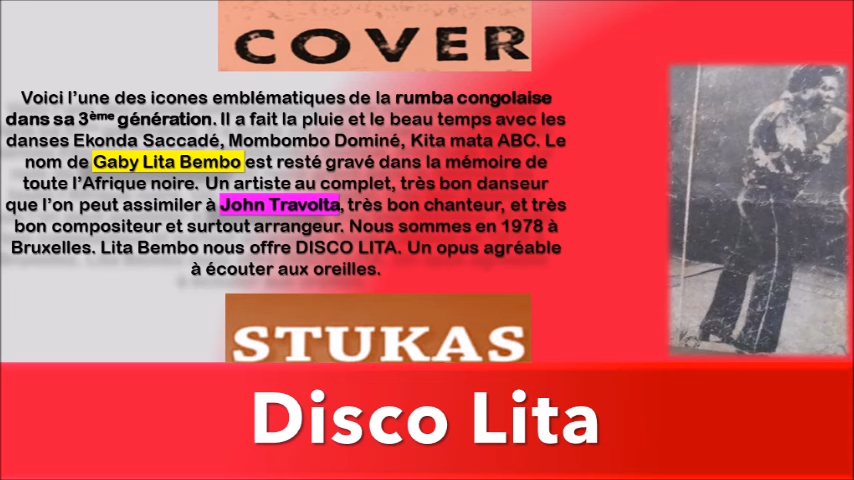 COVER
Voici l’une des icones emblématiques de la rumba congolaise
dans sa 3ème génération. Il a fait la pluie et le beau temps avec les
danses Ekonda Saccadé, Mombombo Dominé, Kita mata ABC. Le
nom de Gaby Lita Bembo est resté gravé dans la mémoire de
toute l’Afrique noire. Un artiste au complet, très bon danseur
que l’on peut assimiler à John Travolta, très bon chanteur, et très
bon compositeur et surtout arrangeur. Nous sommes en 1978 à
Bruxelles. Lita Bembo nous offre DISCO LITA. Un opus agréable
à écouter aux oreilles.
STUKAS
Disco Lita